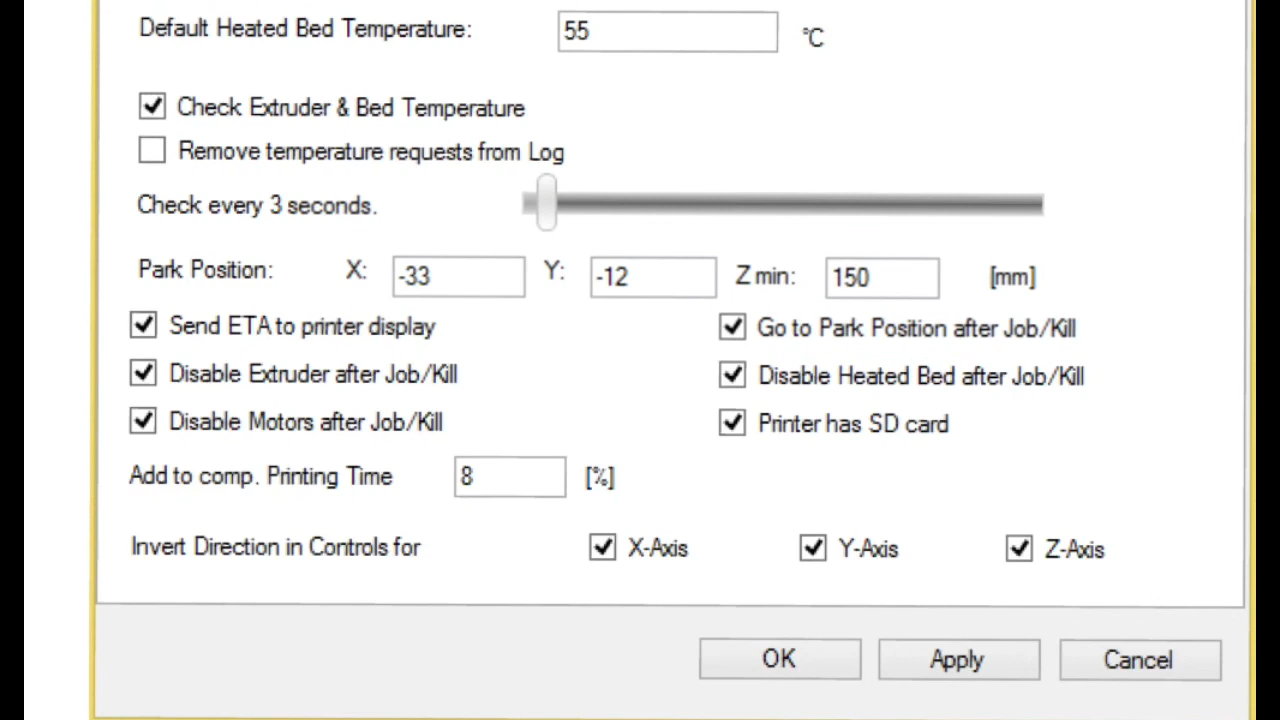 Default Heated Bed Temperature: 55 °C
Check Extruder & Bed Temperature
Remove temperature requests from Log
Check every 3 seconds.
Park Position: X: -33 Y: -12 Z min: 150 [mm]
Send ETA to printer display Go to Park Position after Job/Kill
Disable Extruder after Job/Kill Disable Heated Bed after Job/Kill
Disable Motors after Job/Kill Printer has SD card
Add to comp. Printing Time 8 [%]
Invert Direction in Controls for X-Axis Y-Axis Z-Axis
OK Apply Cancel